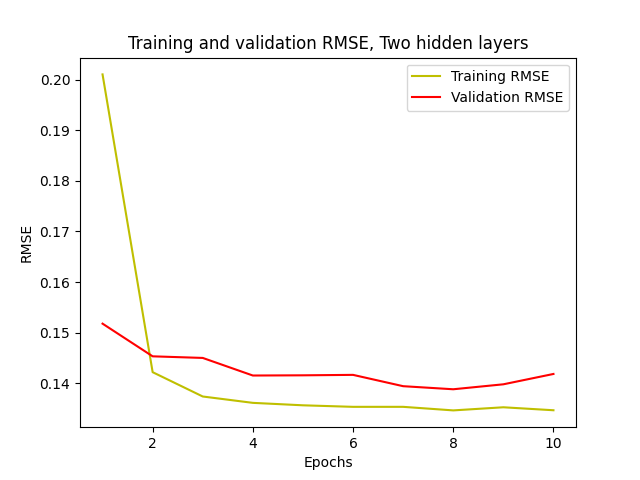 Training and validation RMSE, Two hidden layers
Training RMSE
Validation RMSE
0.20
0.19
0.18
0.17
0.16
0.15
0.14
RMSE
2
4
6
8
10
Epochs